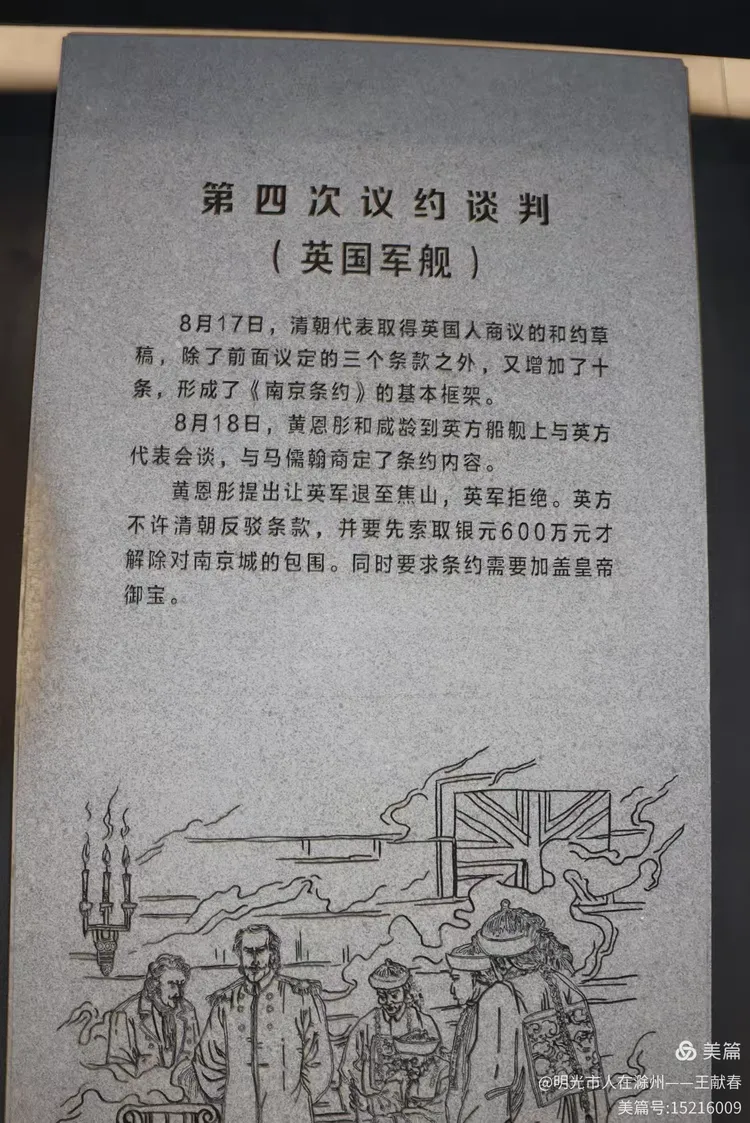 第四次议约谈判
（英国军舰）
8月17日，清朝代表取得英国人商议的和约草
稿，除了前面议定的三个条款之外，又增加了十
条，形成了《南京条约》的基本框架。
8月18日，黄恩彤和咸龄到英方船舰上与英方
代表会谈，与马儒翰商定了条约内容。
黄恩彤提出让英军退至焦山，英军拒绝。英方
不许清朝反驳条款，并要先索取银元600万元才
解除对南京城的包围。同时要求条约需要加盖皇帝
御宝。
美篇
@明光市人在滁州——王献春
美篇号:15216009